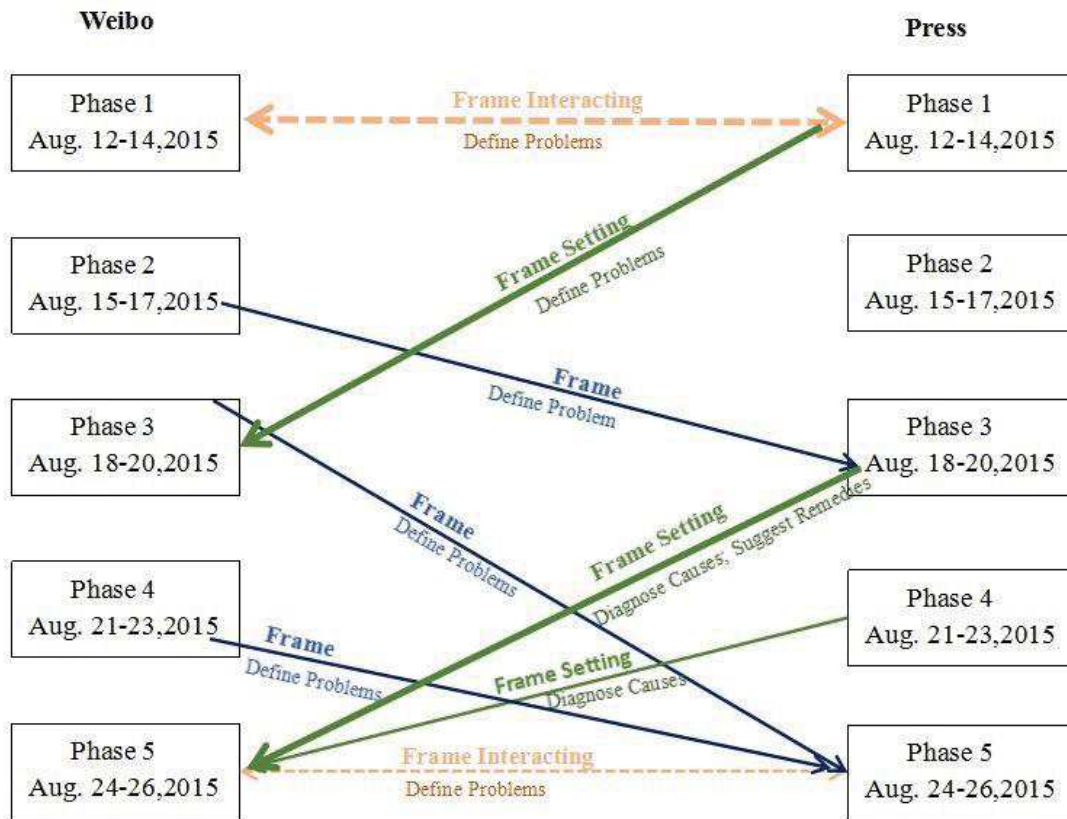 Weibo
Press
Phase 1
Aug. 12-14,2015
Frame Interacting
Define Problems
Phase 1
Aug. 12-14,2015
Frame Setting
Define Problems
Phase 2
Aug. 15-17,2015
Phase 2
Aug. 15-17,2015
Frame
Define Problem
Phase 3
Aug. 18-20,2015
Phase 3
Aug. 18-20,2015
Frame
Define Problems
Frame Setting
Diagnose Causes; Suggest Remedies
Phase 4
Aug. 21-23,2015
Phase 4
Aug. 21-23,2015
Frame
Define Problems
Frame Setting
Diagnose Causes
Phase 5
Aug. 24-26,2015
Frame Interacting
Define Problems
Phase 5
Aug. 24-26,2015